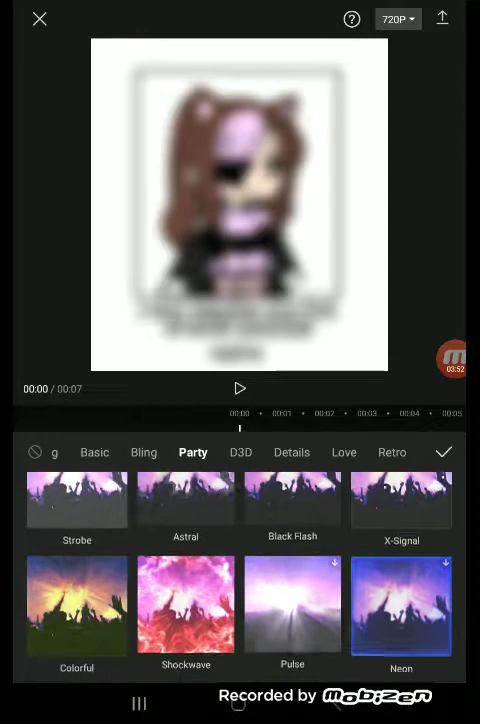 720P
03:52
00:00 / 00:07
00:00 00:01 00:02 00:03 00:04 00:05
g Basic Bling Party D3D Details Love Retro
Strobe Astral Black Flash X-Signal
Colorful Shockwave Pulse Neon
Recorded by mobizen